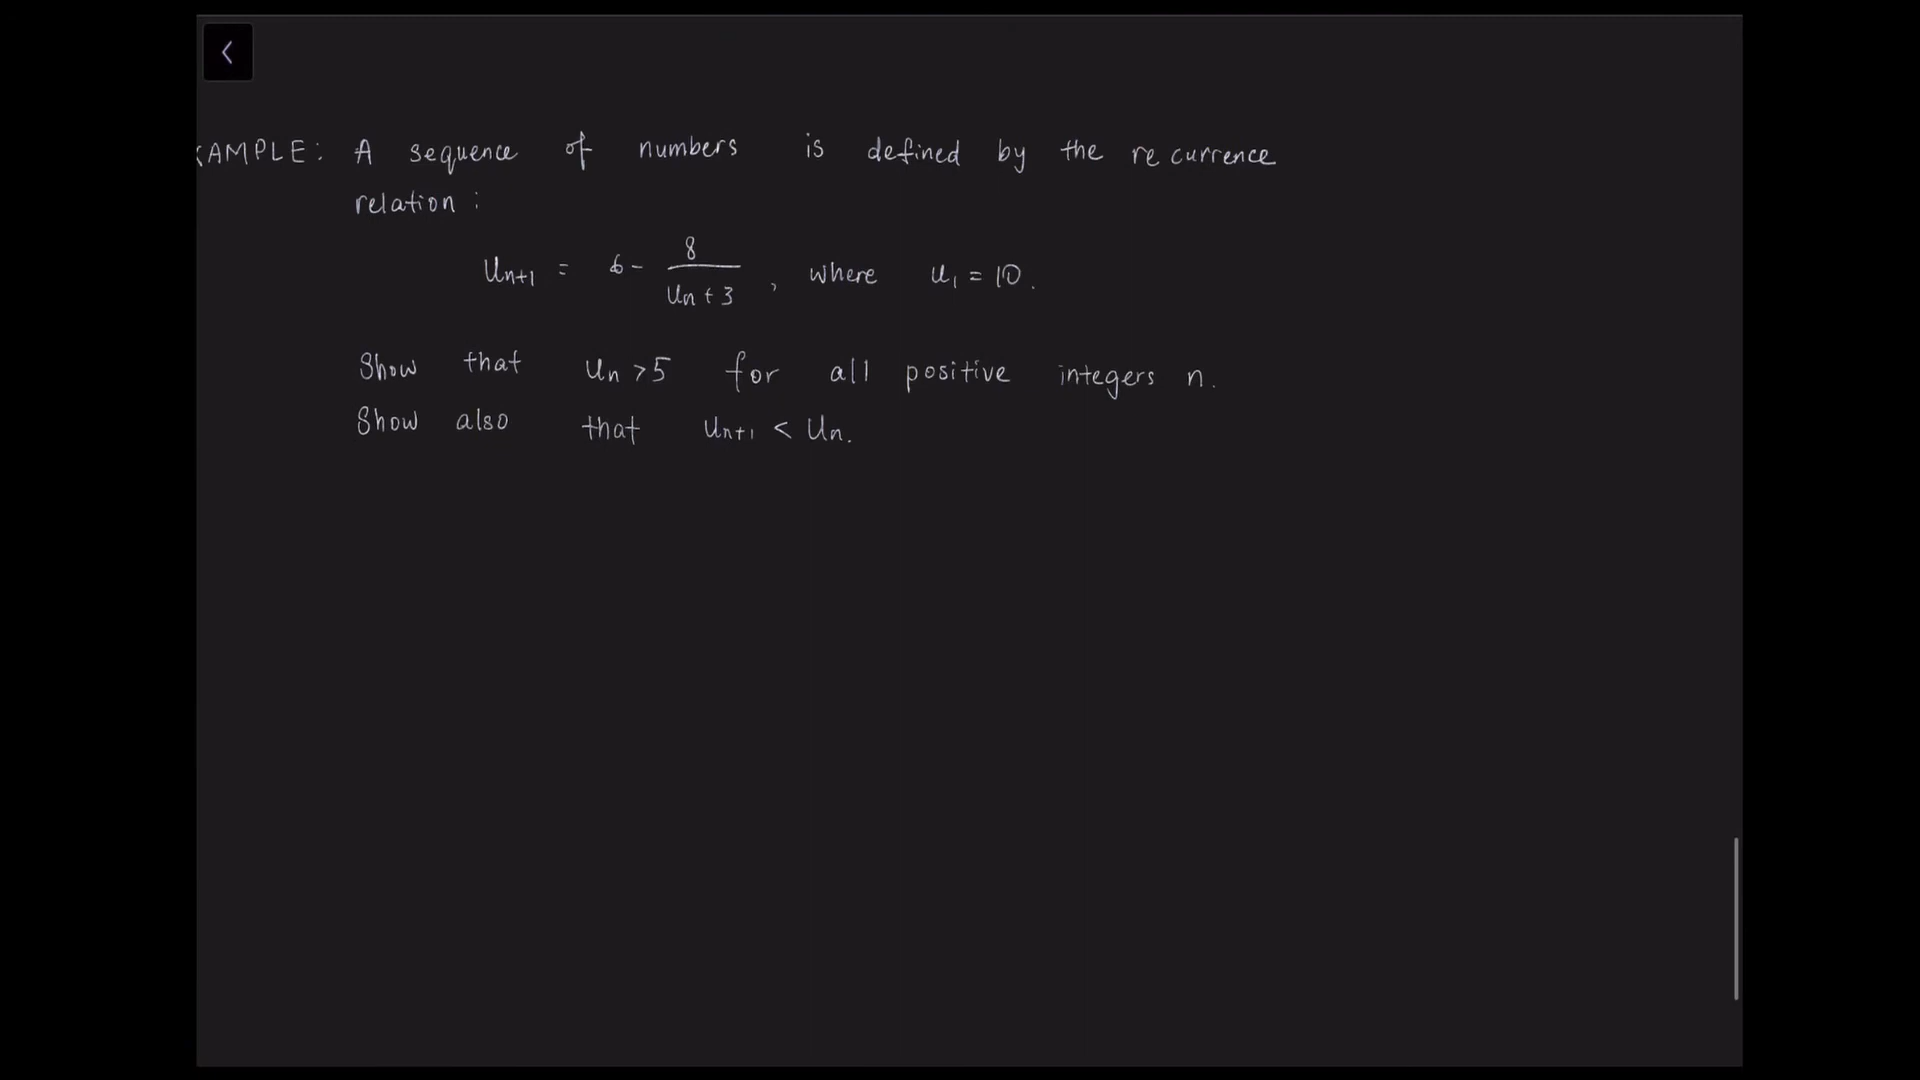 XAMPLE: A sequence of numbers is defined by the recurrence
relation:
Un+1 = 6 - 8/(Un + 3), where u1 = 10.
Show that un > 5 for all positive integers n.
Show also that un+1 < Un.